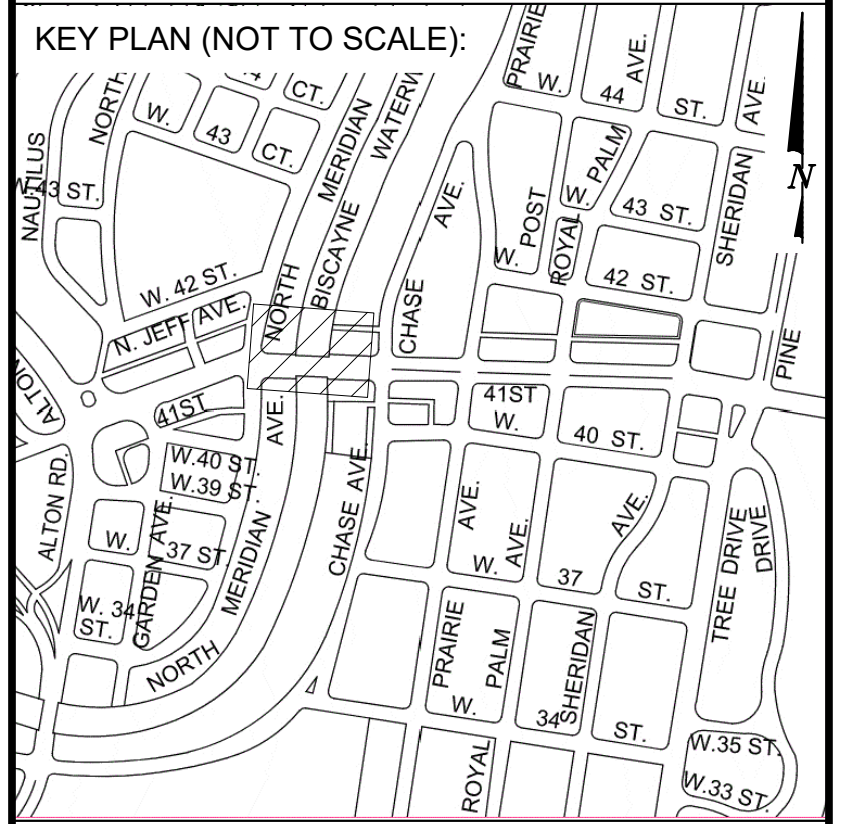 KEY PLAN (NOT TO SCALE):
PRAIRIE
AVE.
W. 44 ST.
AVE.
N
NORTH
CT.
W. 43 CT.
MERIDIAN
NAUTILUS
W.43 ST.
AVE.
POST
W. PALM
43 ST.
SHERIDAN
ROYAL
W. 42 ST.
W. 42 ST.
NORTH
BISCAYNE
CHASE
N. JEFF AVE.
PINE
ALTON
41ST
AVE.
41ST
W. 40 ST.
W.40 ST.
W.39 ST.
CHASE AVE.
ALTON RD.
W. 37 ST.
GARDEN AVE.
MERIDIAN
AVE.
AVE.
AVE.
W. 37 ST.
TREE DRIVE
DRIVE
W. 34
ST.
NORTH
PRAIRIE
PALM
SHERIDAN
W. 34 ST.
ROYAL
W.35 ST.
W.33 ST.